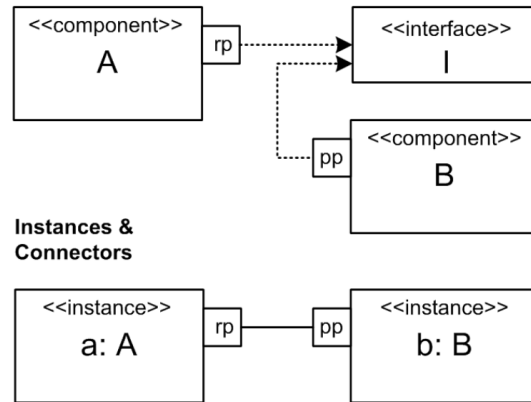 <<component>>
A
rp
<<interface>>
I
pp
<<component>>
B
Instances &
Connectors
<<instance>>
a: A
rp
pp
<<instance>>
b: B